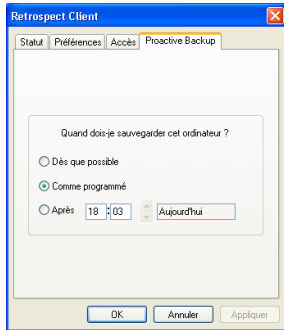 Retrospect Client
Statut Préférences Accès Proactive Backup
Quand dois-je sauvegarder cet ordinateur ?
Dès que possible
Comme programmé
Après 18 : 03 Aujourd'hui
OK Annuler Appliquer